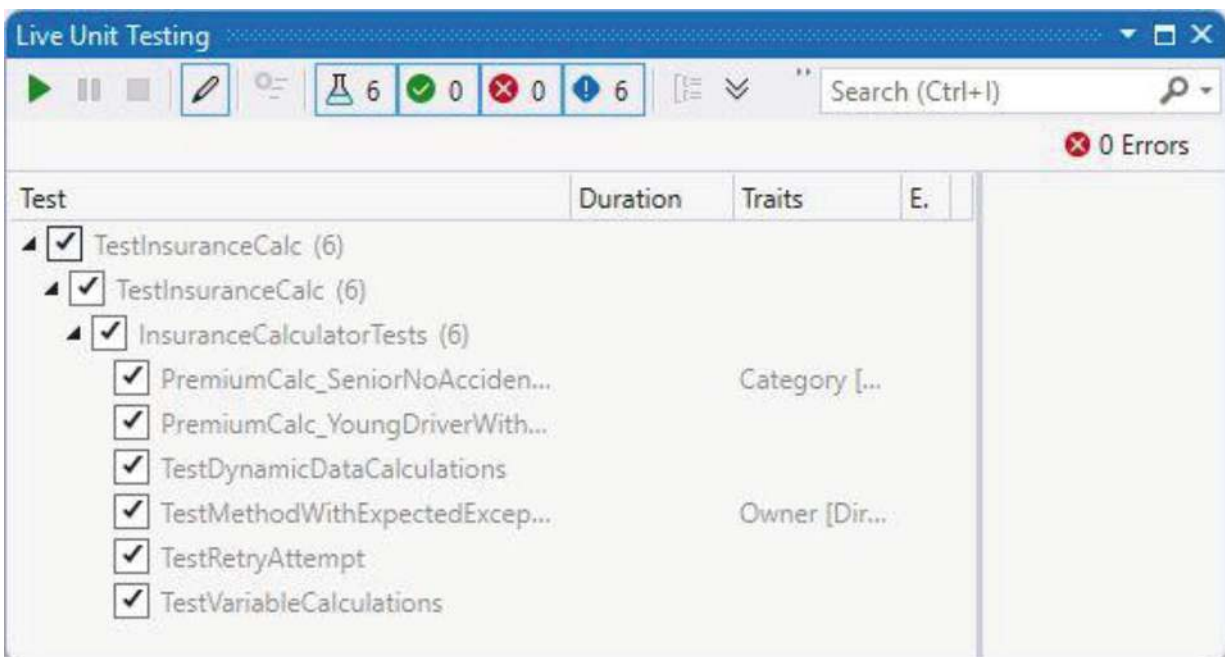 Live Unit Testing
6 0 0 6 Search (Ctrl+I)
0 Errors
Test Duration Traits E.
TestInsuranceCalc (6)
TestInsuranceCalc (6)
InsuranceCalculatorTests (6)
PremiumCalc_SeniorNoAcciden... Category [...
PremiumCalc_YoungDriverWith...
TestDynamicDataCalculations
TestMethodWithExpectedExcep... Owner [Dir...
TestRetryAttempt
TestVariableCalculations